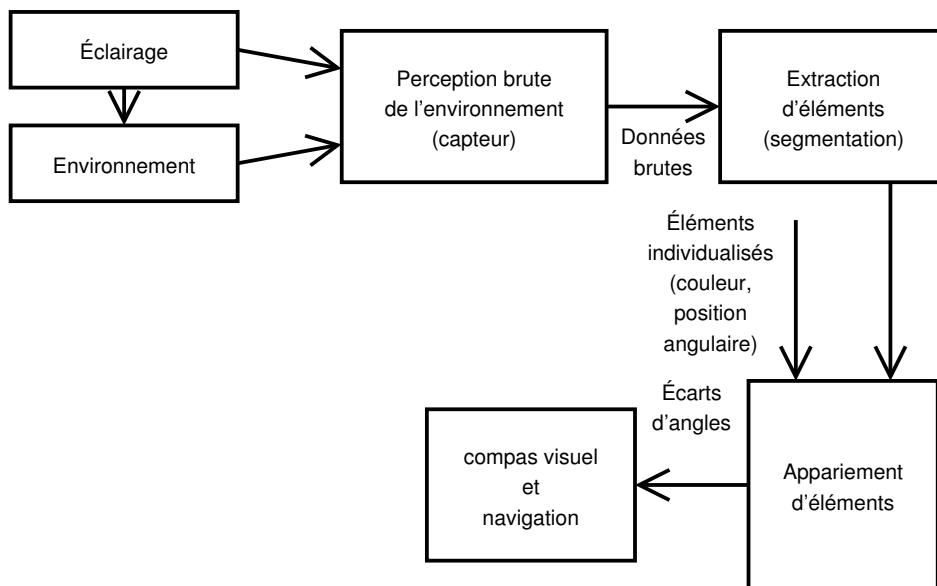 Éclairage
Environnement
Perception brute
de l'environnement
(capteur)
Données
brutes
Extraction
d'éléments
(segmentation)
Éléments
individualisés
(couleur,
position
angulaire)
Écarts
d'angles
Appariement
d'éléments
compas visuel
et
navigation